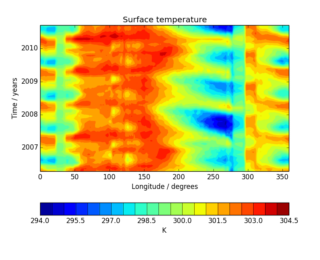 Surface temperature
2010
2009
2008
2007
Time / years
0 50 100 150 200 250 300 350
Longitude / degrees
294.0 295.5 297.0 298.5 300.0 301.5 303.0 304.5
K